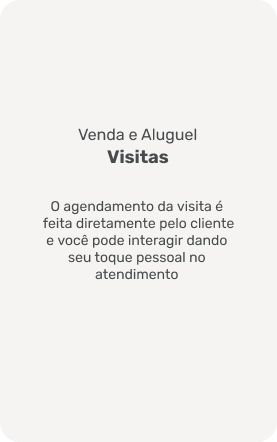 Venda e Aluguel
Visitas
O agendamento da visita é
feita diretamente pelo cliente
e você pode interagir dando
seu toque pessoal no
atendimento